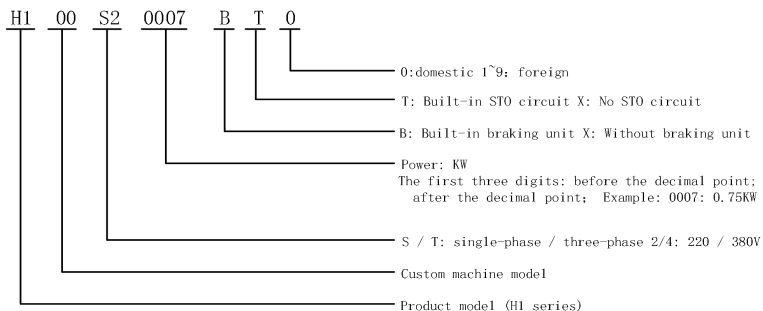 H1 00 S2 0007 B T 0
0:domestic 1~9: foreign
T: Built-in STO circuit X: No STO circuit
B: Built-in braking unit X: Without braking unit
Power: KW
The first three digits: before the decimal point;
after the decimal point; Example: 0007: 0.75KW
S / T: single-phase / three-phase 2/4: 220 / 380V
Custom machine model
Product model (H1 series)